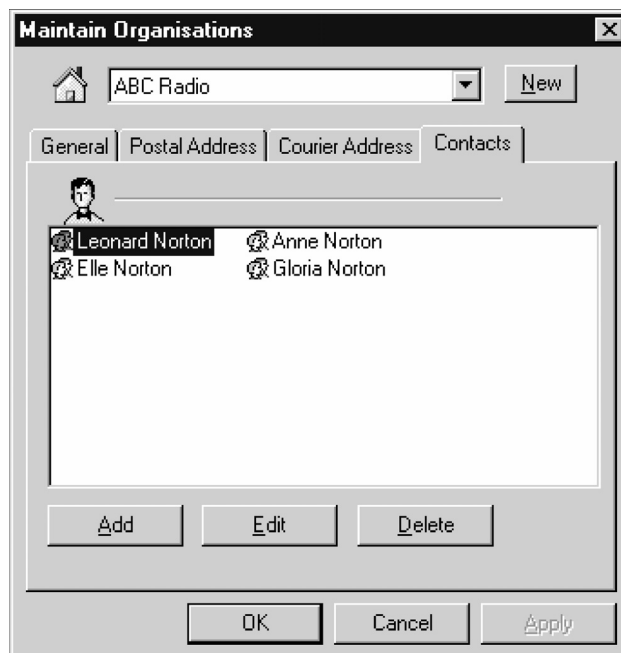 Maintain Organisations
ABC Radio New
General Postal Address Courier Address Contacts
Leonard Norton Anne Norton
Elle Norton Gloria Norton
Add Edit Delete
OK Cancel Apply